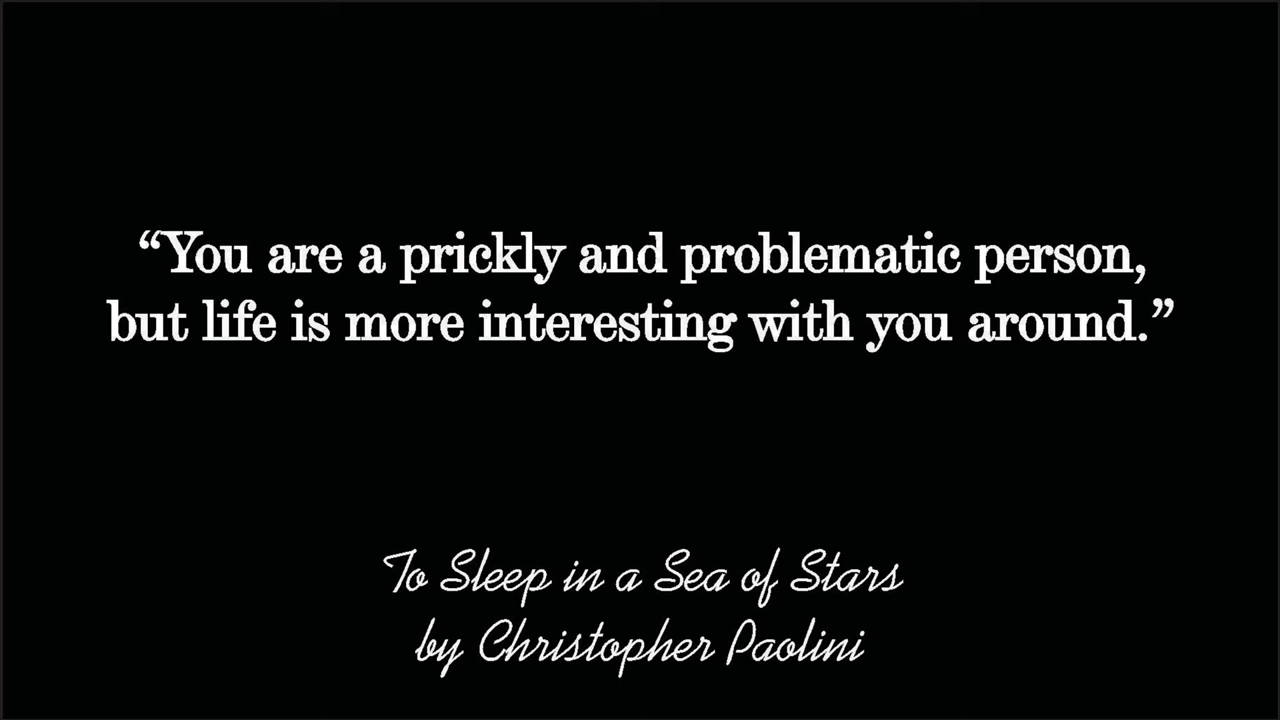 “You are a prickly and problematic person,
but life is more interesting with you around.”
To Sleep in a Sea of Stars
by Christopher Paolini